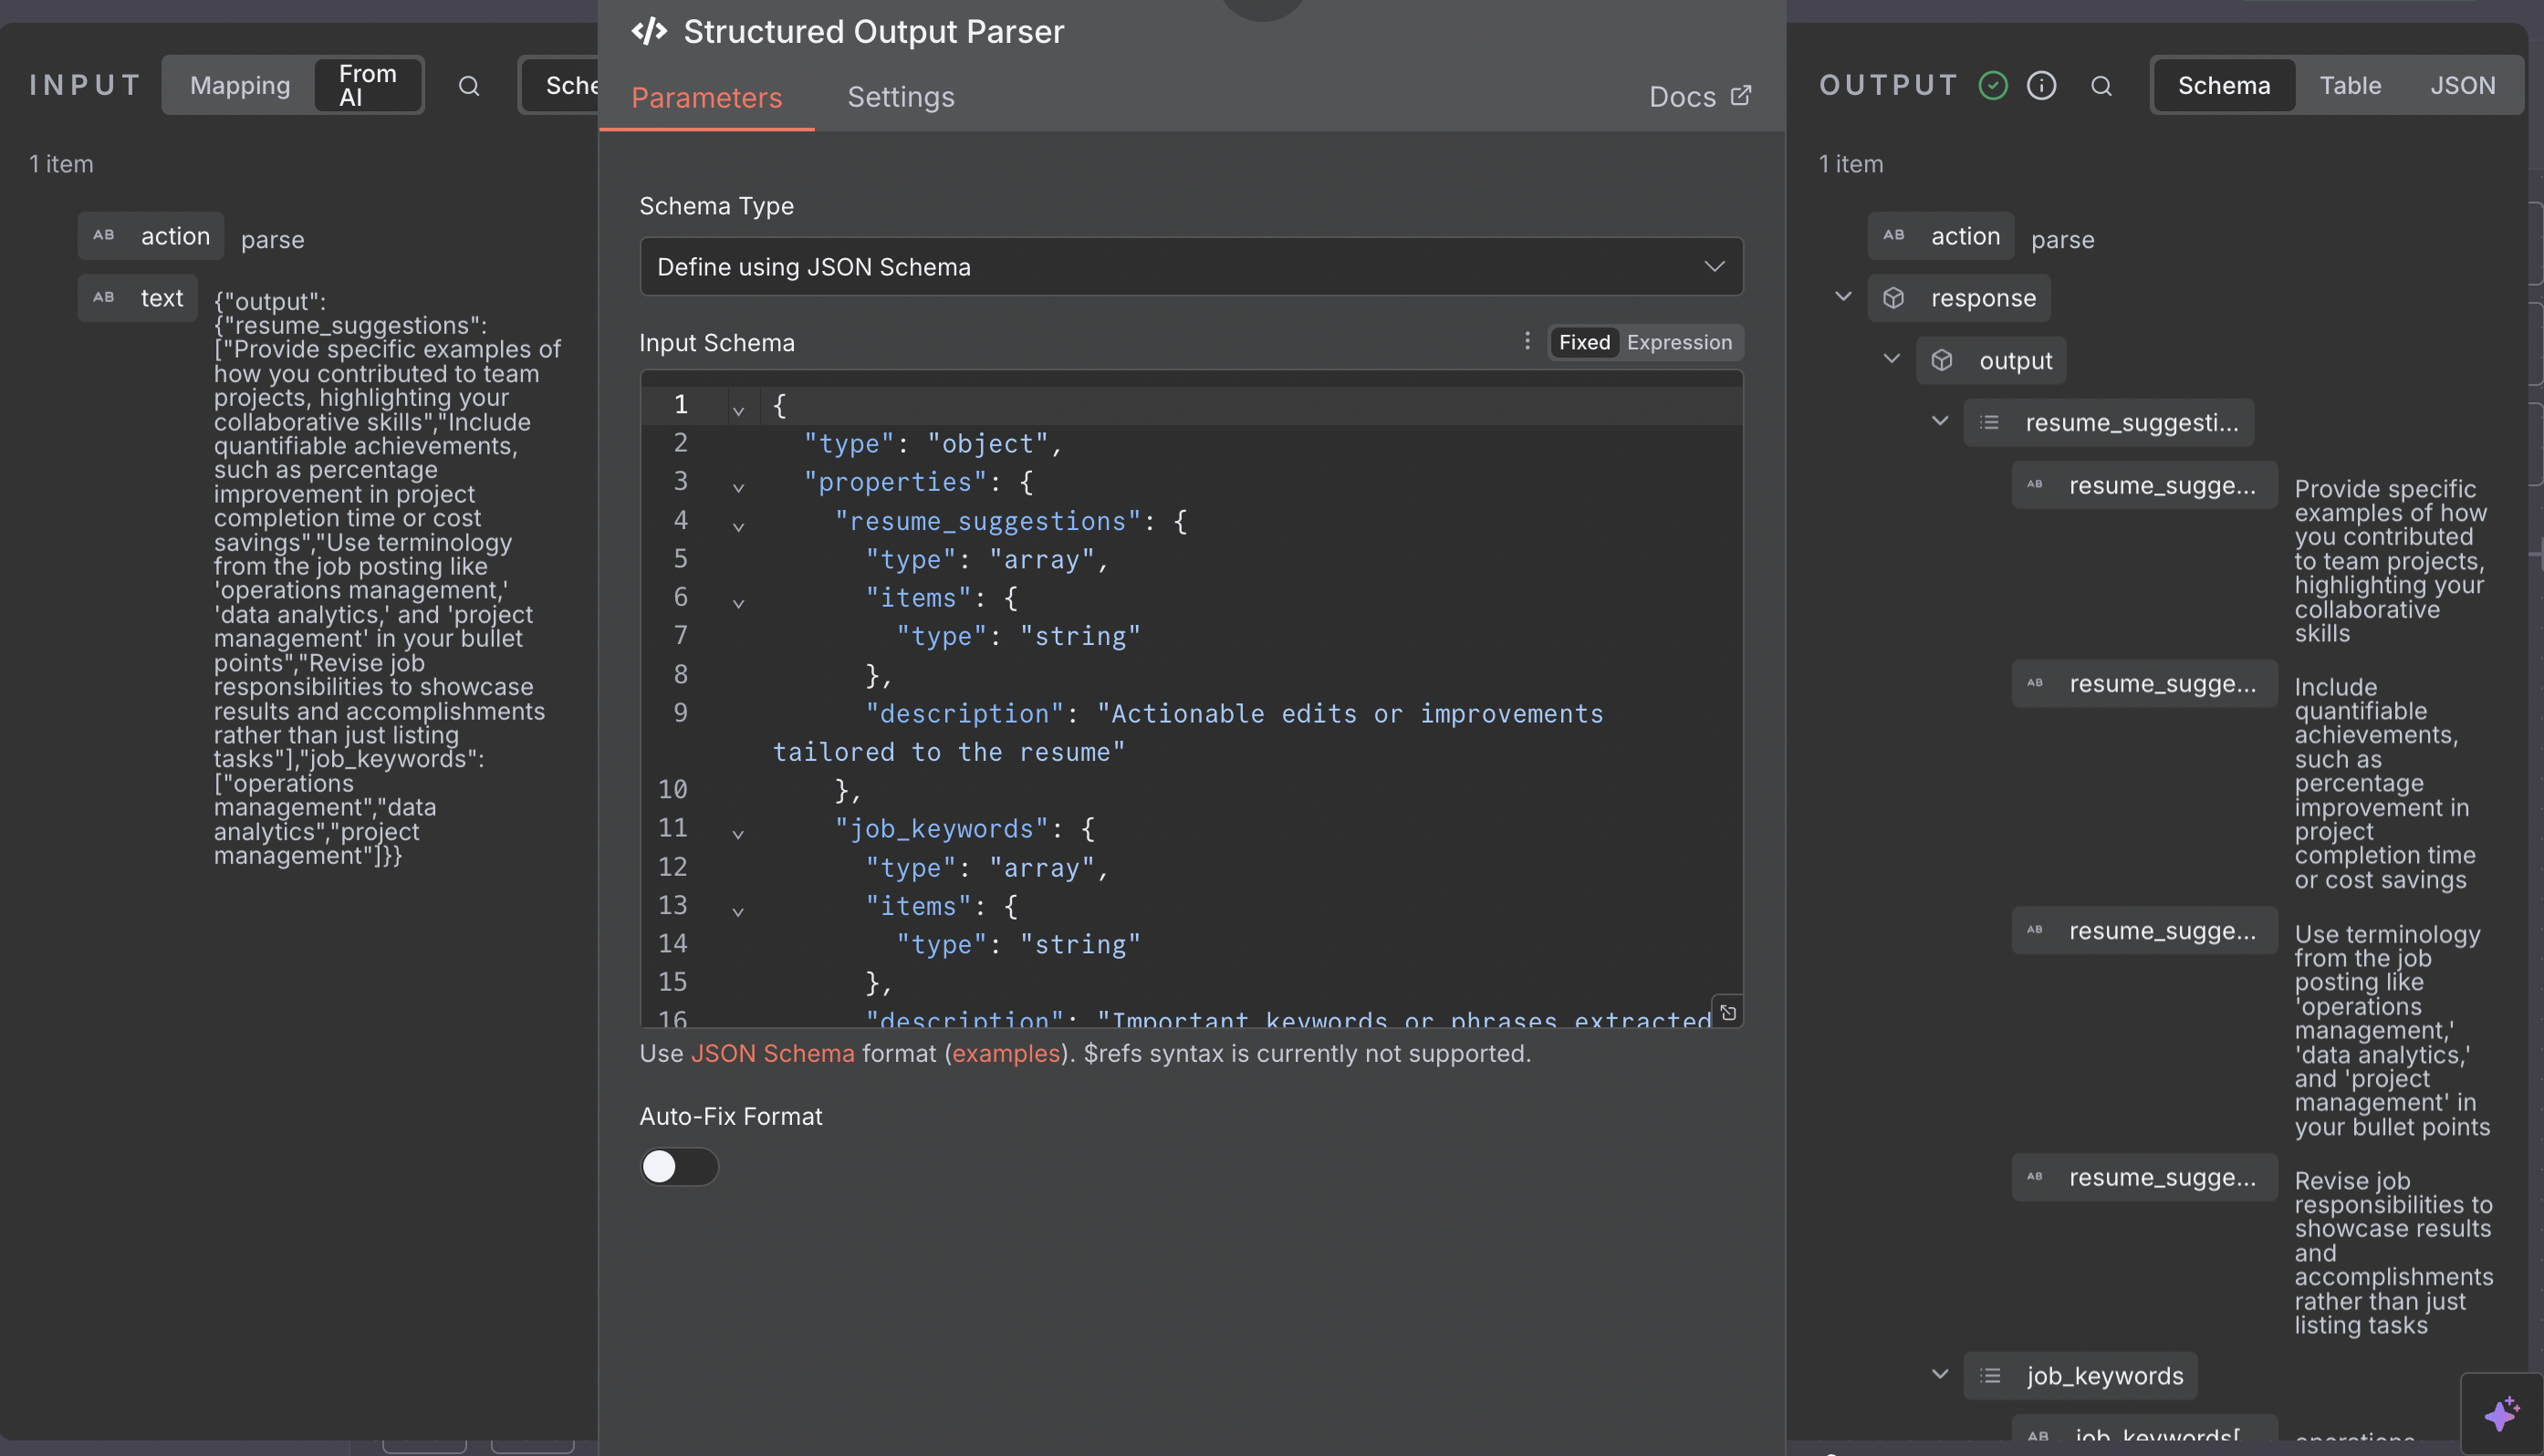 INPUT
Mapping
From
AI
Sche
1 item
AB action parse
AB text {"output":
{"resume_suggestions":
["Provide specific examples of
how you contributed to team
projects, highlighting your
collaborative skills","Include
quantifiable achievements,
such as percentage
improvement in project
completion time or cost
savings","Use terminology
from the job posting like
'operations management,'
'data analytics,' and 'project
management' in your bullet
points","Revise job
responsibilities to showcase
results and accomplishments
rather than just listing
tasks"],"job_keywords":
["operations
management","data
analytics","project
management"]}}
</> Structured Output Parser
Parameters Settings Docs
Schema Type
Define using JSON Schema
Input Schema Fixed Expression
1 {
2 "type": "object",
3 "properties": {
4 "resume_suggestions": {
5 "type": "array",
6 "items": {
7 "type": "string"
8 },
9 "description": "Actionable edits or improvements
tailored to the resume"
10 },
11 "job_keywords": {
12 "type": "array",
13 "items": {
14 "type": "string"
15 },
16 "description": "Important keywords or phrases extracted
Use JSON Schema format (examples). $refs syntax is currently not supported.
Auto-Fix Format
OUTPUT Schema Table JSON
1 item
AB action parse
response
output
resume_suggesti...
AB resume_sugge... Provide specific
examples of how
you contributed
to team projects,
highlighting your
collaborative
skills
AB resume_sugge... Include
quantifiable
achievements,
such as
percentage
improvement in
project
completion time
or cost savings
AB resume_sugge... Use terminology
from the job
posting like
'operations
management,'
'data analytics,'
and 'project
management' in
your bullet points
AB resume_sugge... Revise job
responsibilities to
showcase results
and
accomplishments
rather than just
listing tasks
job_keywords
AB job_keywords[ operations